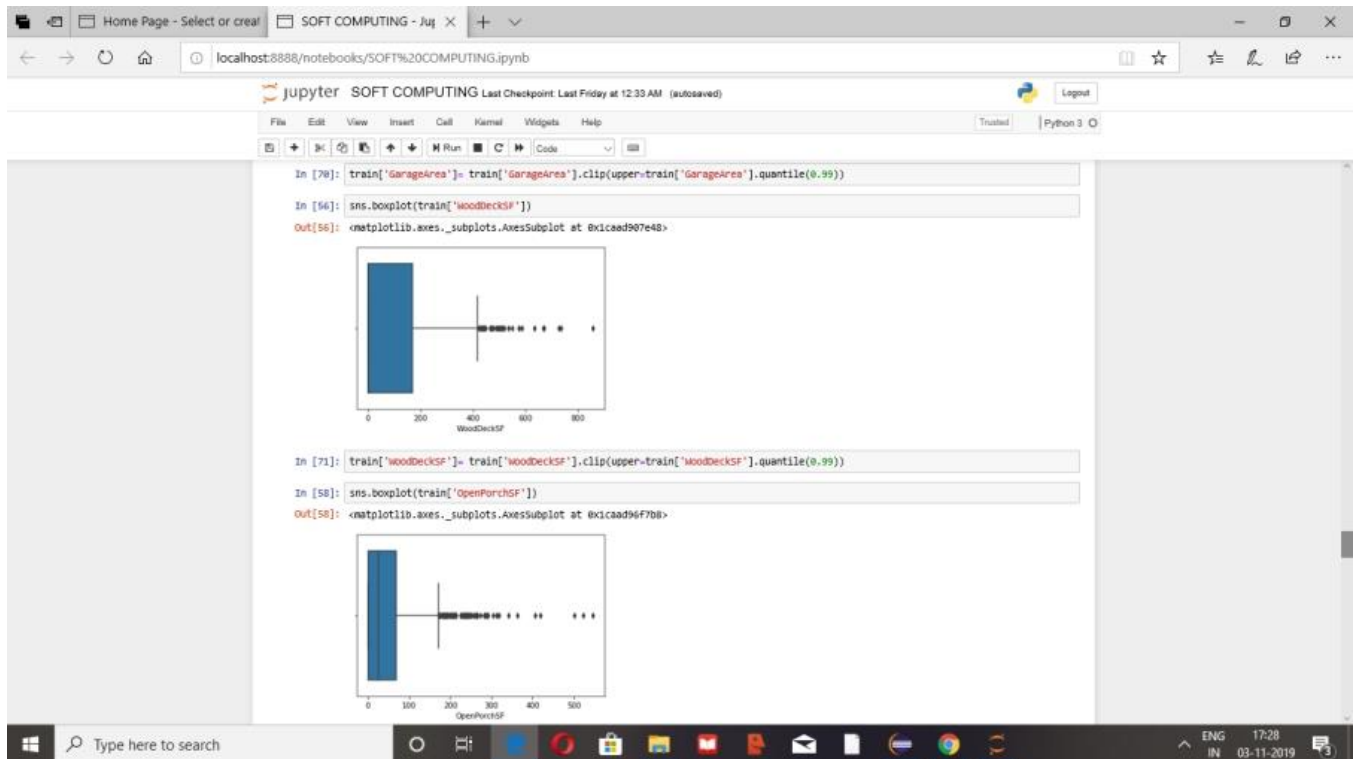 Home Page - Select or creat
SOFT COMPUTING - Jup
localhost:8888/notebooks/SOFT%20COMPUTING.ipynb
jupyter SOFT COMPUTING Last Checkpoint: Last Friday at 12:33 AM (autosaved)
Logout
File Edit View Insert Cell Kernel Widgets Help
Trusted
Python 3
Run
Code
In [70]: train['GarageArea']= train['GarageArea'].clip(upper=train['GarageArea'].quantile(0.99))
In [56]: sns.boxplot(train['WoodDeckSF'])
Out[56]: <matplotlib.axes._subplots.AxesSubplot at 0x1caad907e48>
0 200 400 600 800
WoodDeckSF
In [71]: train['WoodDeckSF']= train['WoodDeckSF'].clip(upper=train['WoodDeckSF'].quantile(0.99))
In [58]: sns.boxplot(train['OpenPorchSF'])
Out[58]: <matplotlib.axes._subplots.AxesSubplot at 0x1caad96f7b8>
0 100 200 300 400 500
OpenPorchSF
Type here to search
ENG
IN
17:28
03-11-2019
3